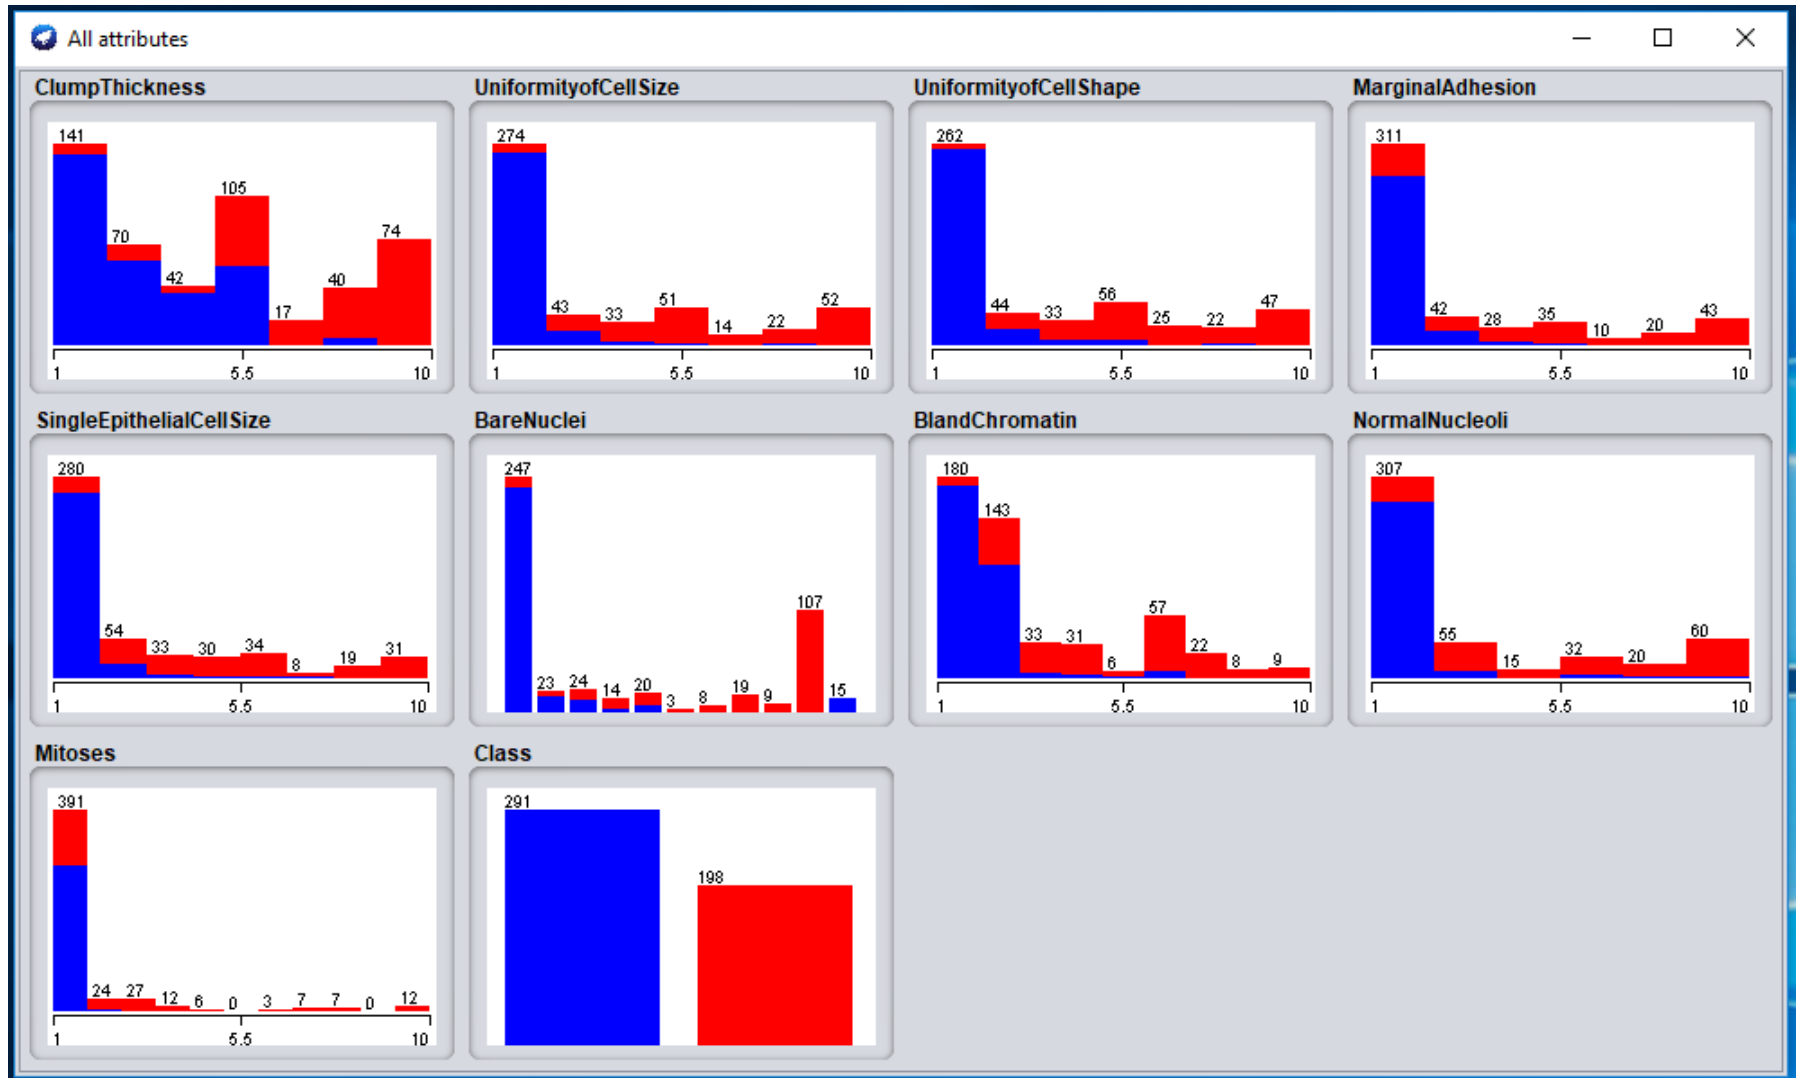 All attributes
ClumpThickness UniformityofCellSize UniformityofCellShape MarginalAdhesion
141 70 42 105 17 40 74
1 5.5 10
274 43 33 51 14 22 52
1 5.5 10
262 44 33 56 25 22 47
1 5.5 10
311 42 28 35 10 20 43
1 5.5 10
SingleEpithelialCellSize BareNuclei BlandChromatin NormalNucleoli
280 54 33 30 34 8 19 31
1 5.5 10
247 23 24 14 20 3 8 19 9 107 15
180 143 33 31 6 57 22 8 9
1 5.5 10
307 55 15 32 20 60
1 5.5 10
Mitoses Class
391 24 27 12 6 0 3 7 7 0 12
1 5.5 10
291 198